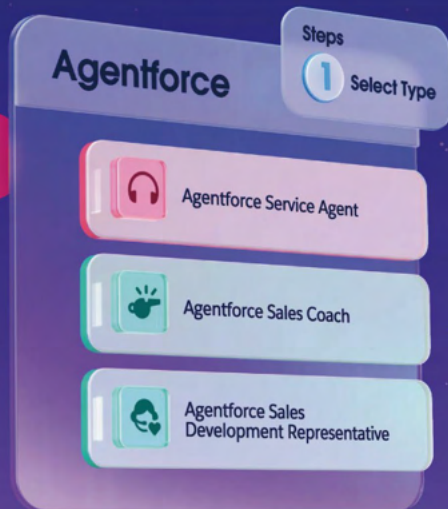 Agentforce
Steps
1 Select Type
Agentforce Service Agent
Agentforce Sales Coach
Agentforce Sales
Development Representative